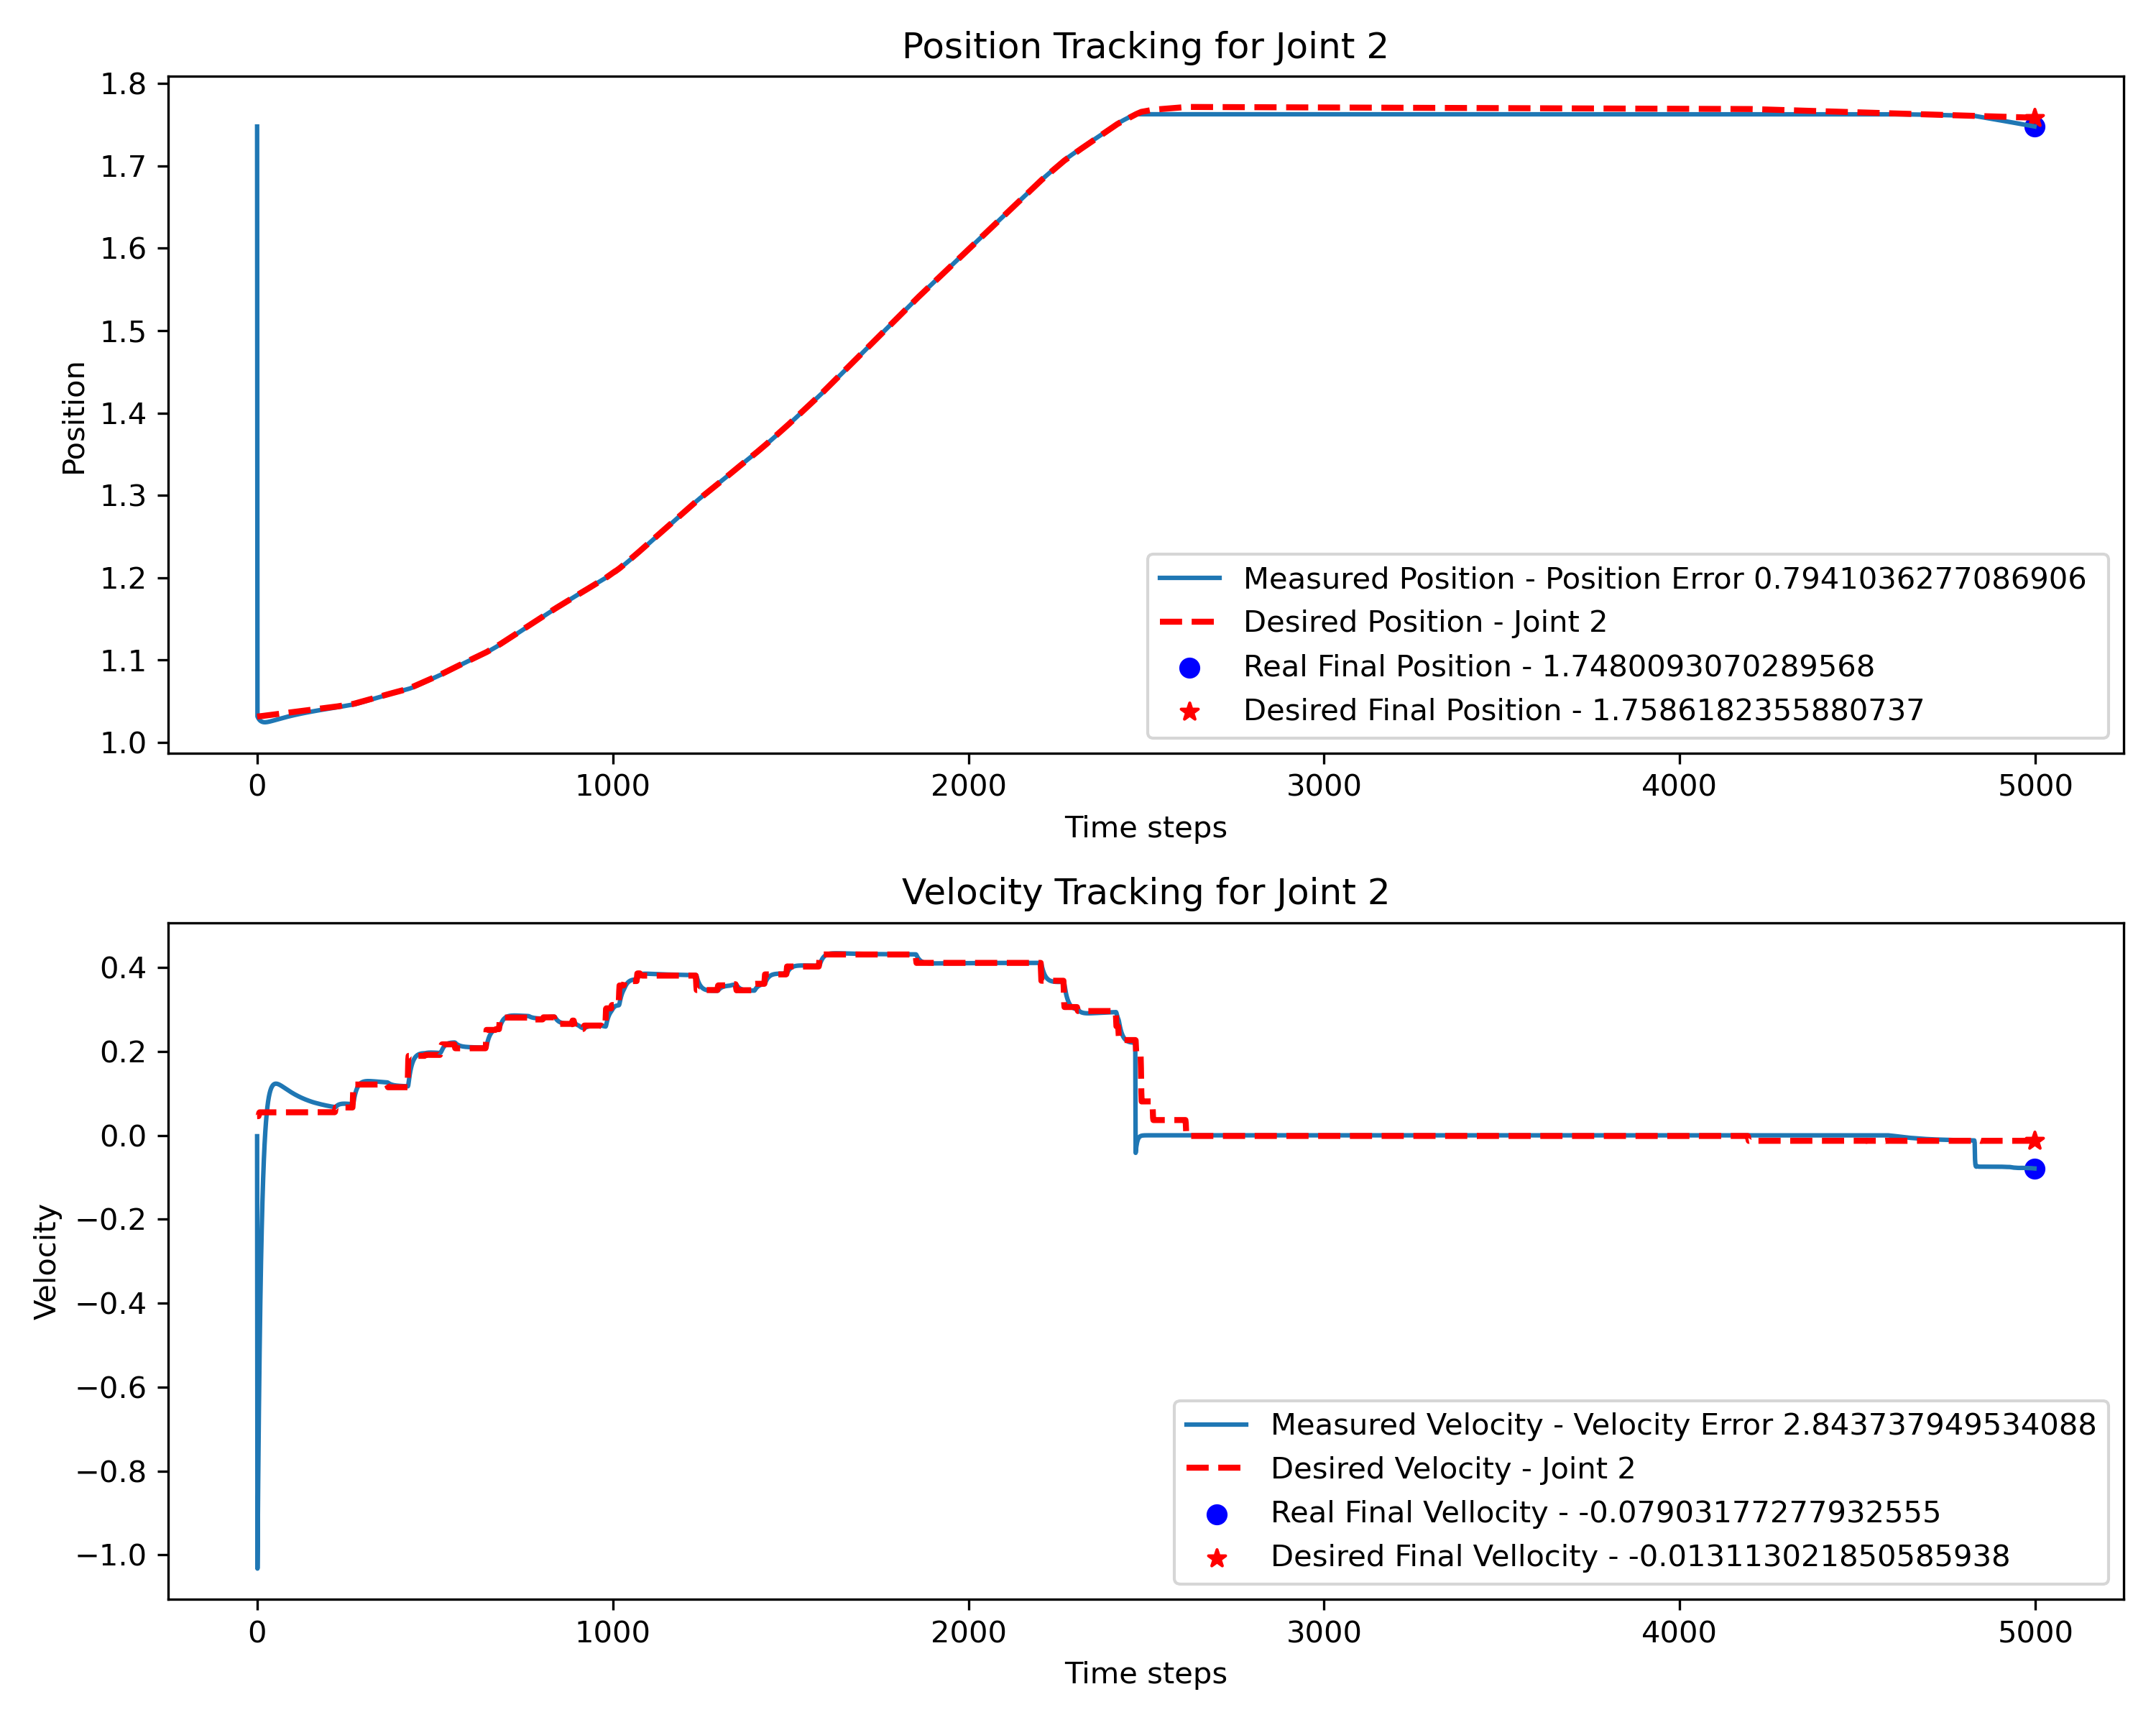 Position Tracking for Joint 2
1.8
1.7
1.6
1.5
1.4
1.3
1.2
1.1
1.0
Position
Measured Position - Position Error 0.7941036277086906
Desired Position - Joint 2
Real Final Position - 1.7480093070289568
Desired Final Position - 1.7586182355880737
0 1000 2000 3000 4000 5000
Time steps
Velocity Tracking for Joint 2
0.4
0.2
0.0
−0.2
−0.4
−0.6
−0.8
−1.0
Velocity
Measured Velocity - Velocity Error 2.843737949534088
Desired Velocity - Joint 2
Real Final Vellocity - -0.07903177277932555
Desired Final Vellocity - -0.013113021850585938
0 1000 2000 3000 4000 5000
Time steps